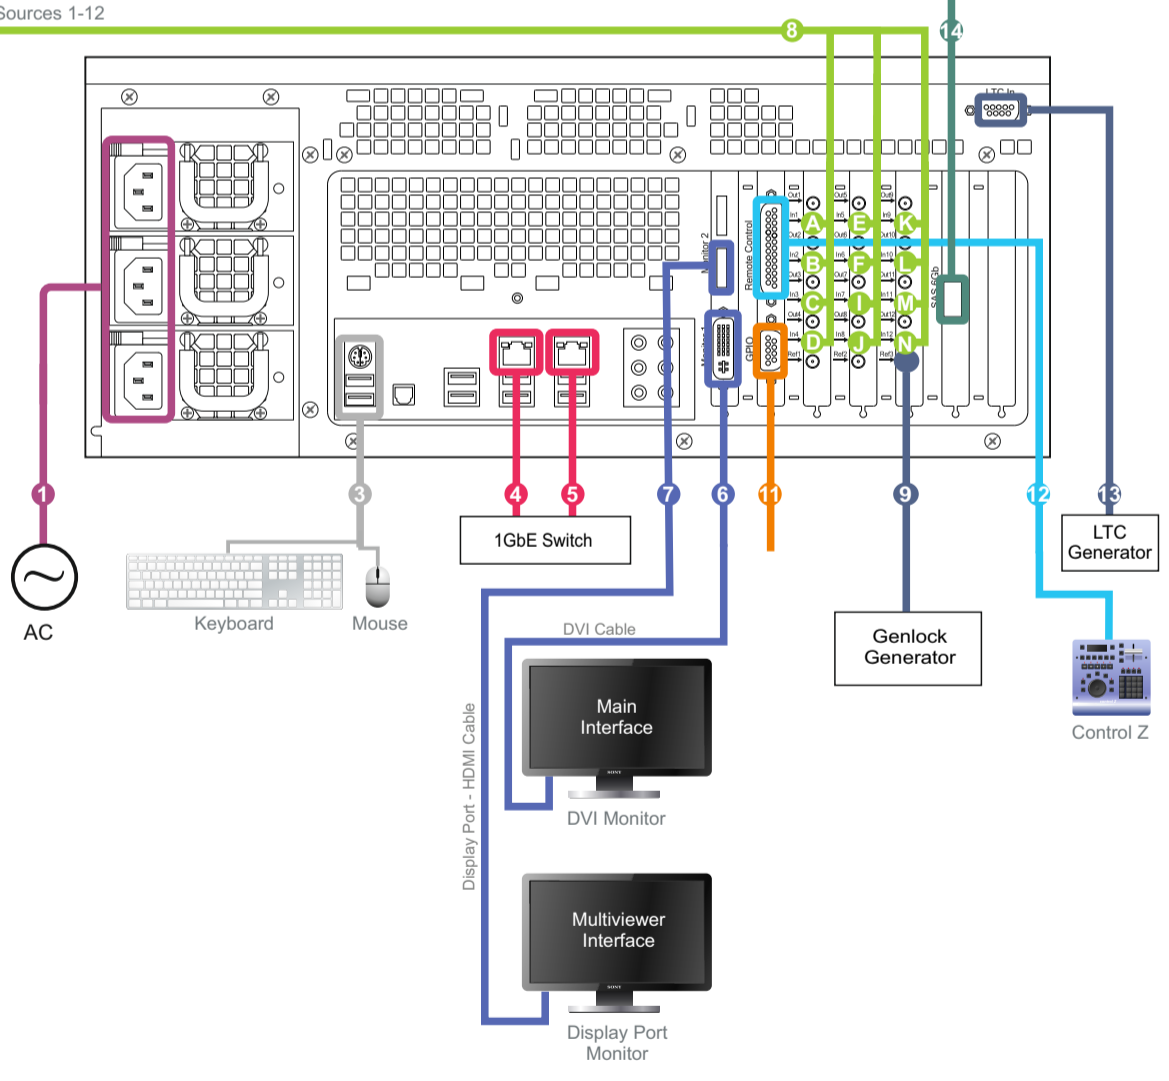 Sources 1-12
8
14
LTC In
Monitor 2
Remote Control
Out1
In1
Out2
In2
Out3
In3
Out4
In4
Ref1
A
B
C
D
Out5
In5
Out6
In6
Out7
In7
Out8
In8
Ref2
E
F
I
J
Out9
In9
Out10
In10
Out11
In11
Out12
In12
Ref3
K
L
M
N
SAS 6Gb
GPIO
1
3
4
5
7
6
11
9
12
13
1GbE Switch
LTC
Generator
AC
Keyboard
Mouse
DVI Cable
Genlock
Generator
Display Port - HDMI Cable
Main
Interface
SONY
DVI Monitor
Control Z
Multiviewer
Interface
SONY
Display Port
Monitor